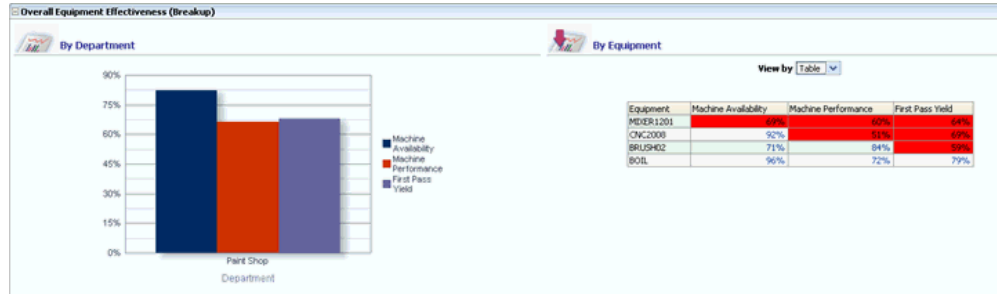 Overall Equipment Effectiveness (Breakup)
By Department
90%
75%
60%
45%
30%
15%
0%
Paint Shop
Department
Machine
Availability
Machine
Performance
First Pass
Yield
By Equipment
View by Table
Equipment Machine Availability Machine Performance First Pass Yield
MIXER1201 69% 60% 64%
CNC2008 92% 51% 69%
BRUSH02 71% 84% 59%
BOIL 96% 72% 79%